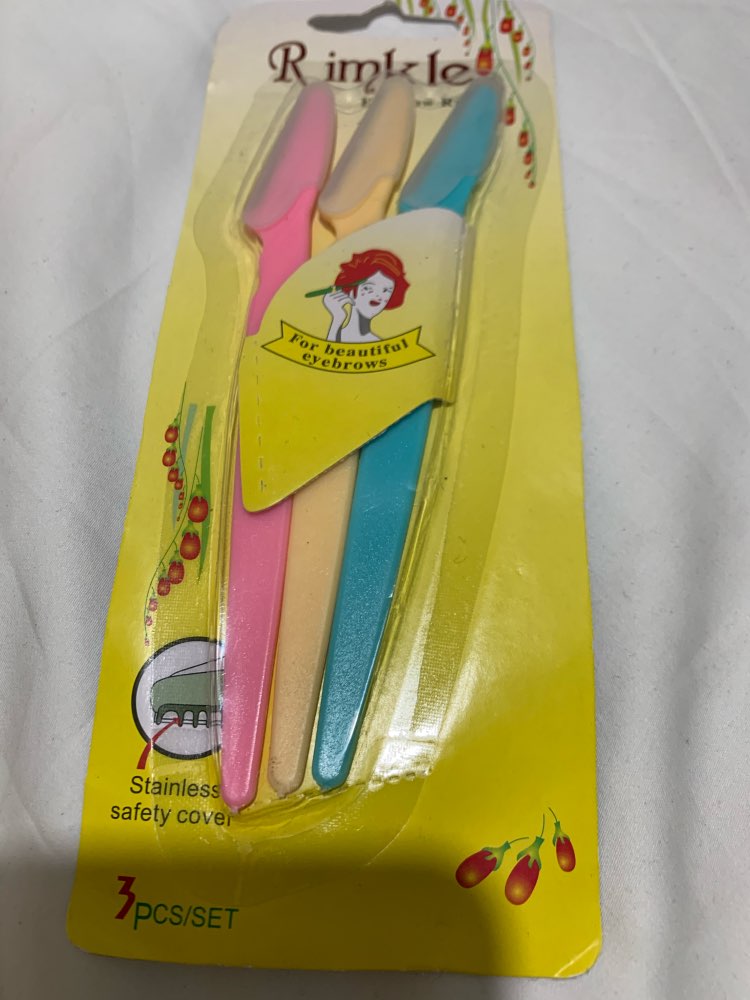 Rimkle
For beautiful
eyebrows
Stainless
safety cover
3PCS/SET